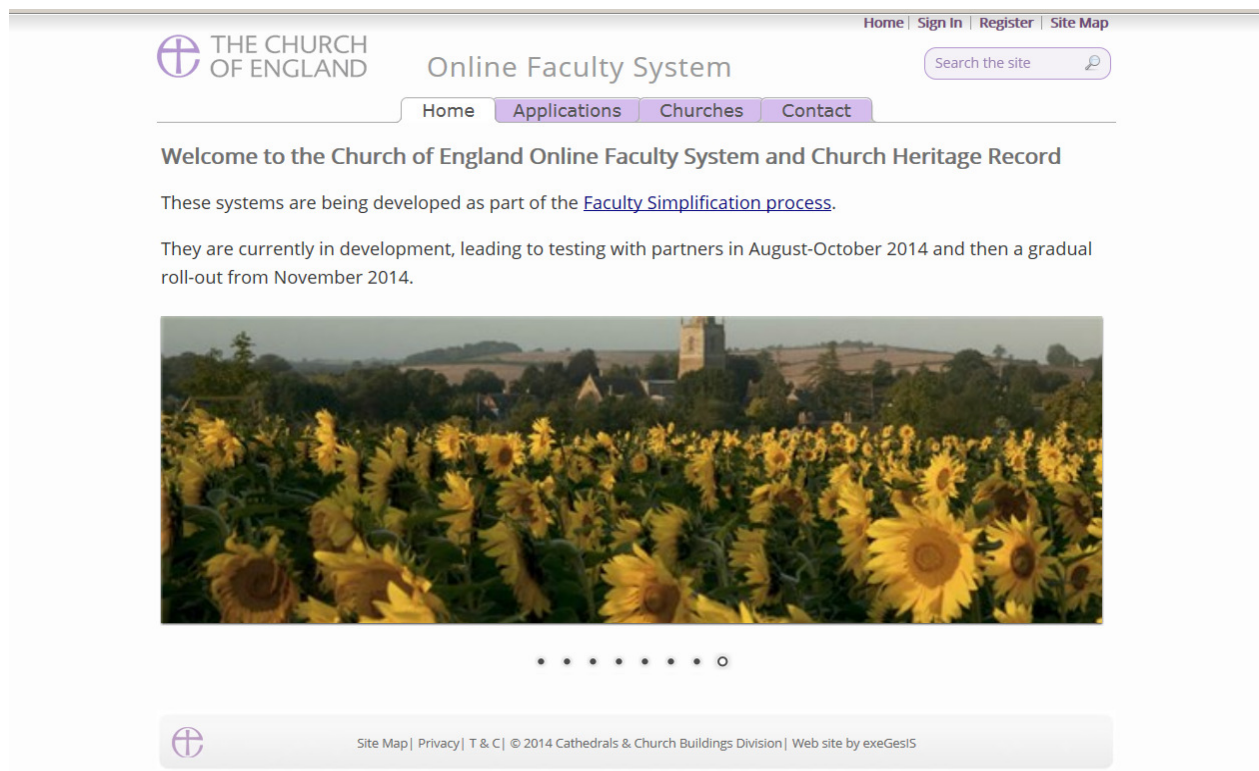 Home | Sign In | Register | Site Map
THE CHURCH
OF ENGLAND
Online Faculty System
Search the site
Home Applications Churches Contact
Welcome to the Church of England Online Faculty System and Church Heritage Record
These systems are being developed as part of the Faculty Simplification process.
They are currently in development, leading to testing with partners in August-October 2014 and then a gradual
roll-out from November 2014.
Site Map| Privacy| T & C| © 2014 Cathedrals & Church Buildings Division| Web site by exeGesIS